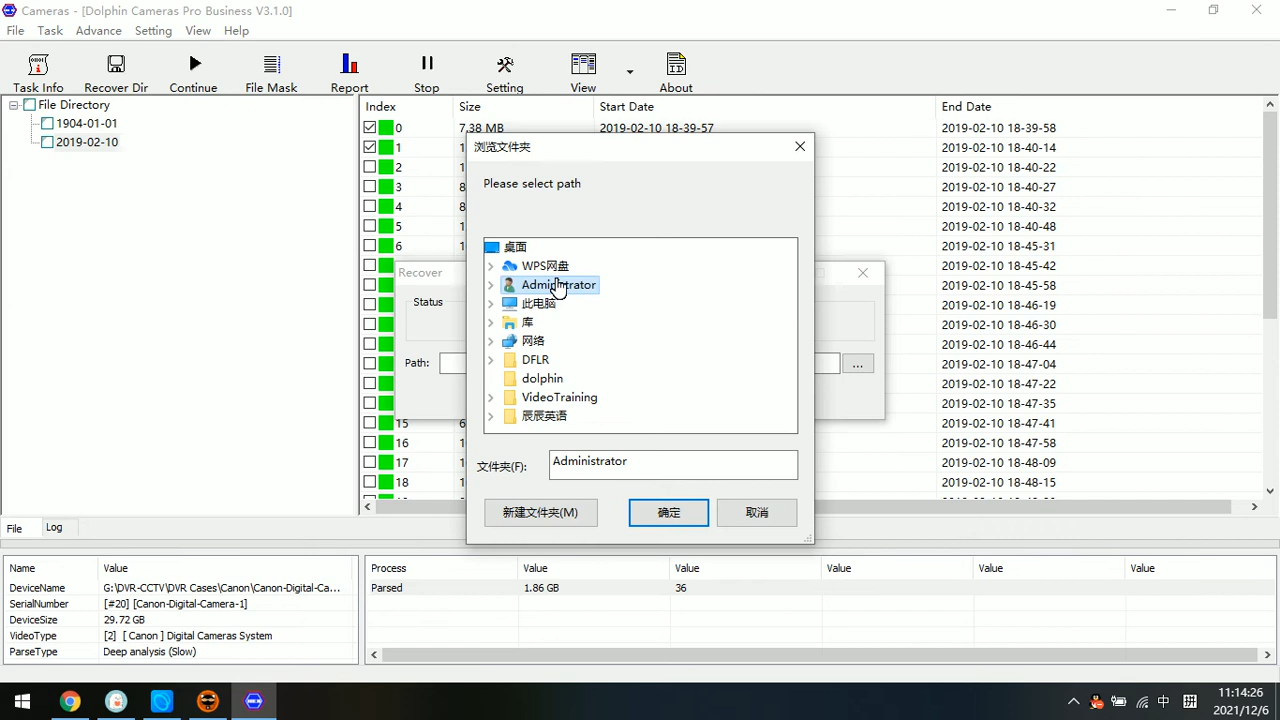 Cameras - [Dolphin Cameras Pro Business V3.1.0]
File Task Advance Setting View Help
Task Info Recover Dir Continue File Mask Report Stop Setting View About
File Directory
1904-01-01
2019-02-10
Index Size Start Date End Date
0 7.38 MB 2019-02-10 18-39-57 2019-02-10 18-39-58
1 1 2019-02-10 18-40-14
2 1 2019-02-10 18-40-22
3 8 2019-02-10 18-40-27
4 8 2019-02-10 18-40-32
5 1 2019-02-10 18-40-48
6 1 2019-02-10 18-45-31
2019-02-10 18-45-42
2019-02-10 18-45-58
2019-02-10 18-46-19
2019-02-10 18-46-30
2019-02-10 18-46-44
2019-02-10 18-47-04
2019-02-10 18-47-22
2019-02-10 18-47-35
15 6 2019-02-10 18-47-41
16 1 2019-02-10 18-47-58
17 1 2019-02-10 18-48-09
18 1 2019-02-10 18-48-15
浏览文件夹
Please select path
桌面
WPS网盘
Administrator
此电脑
库
网络
DFLR
dolphin
VideoTraining
辰辰英语
文件夹(F): Administrator
新建文件夹(M) 确定 取消
Recover
Status
Path: ...
File Log
Name Value
DeviceName G:\DVR-CCTV\DVR Cases\Canon\Canon-Digital-Ca...
SerialNumber [#20] [Canon-Digital-Camera-1]
DeviceSize 29.72 GB
VideoType [2] [ Canon ] Digital Cameras System
ParseType Deep analysis (Slow)
Process Value Value Value Value Value
Parsed 1.86 GB 36
中 拼
11:14:26
2021/12/6